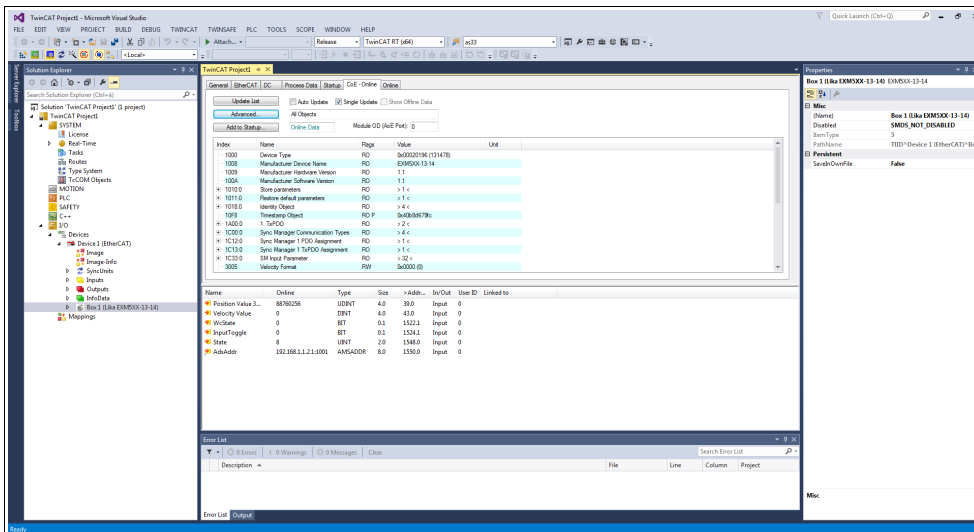 TwinCAT Project1 - Microsoft Visual Studio
Quick Launch (Ctrl+Q)
FILE EDIT VIEW PROJECT BUILD DEBUG TWINCAT TWINSAFE PLC TOOLS SCOPE WINDOW HELP
Attach... Release TwinCAT RT (x64) as33
<Local>
Server Explorer
Toolbox
Solution Explorer
Search Solution Explorer (Ctrl+è)
Solution 'TwinCAT Project1' (1 project)
TwinCAT Project1
SYSTEM
License
Real-Time
Tasks
Routes
Type System
TcCOM Objects
MOTION
PLC
SAFETY
C++
I/O
Devices
Device 1 (EtherCAT)
Image
Image-Info
SyncUnits
Inputs
Outputs
InfoData
Box 1 (Lika EXM5XX-13-14)
Mappings
TwinCAT Project1
General EtherCAT DC Process Data Startup CoE - Online Online
Update List Auto Update Single Update Show Offline Data
Advanced... All Objects
Add to Startup... Online Data Module OD (AoE Port): 0
Index Name Flags Value Unit
1000 Device Type RO 0x00020196 (131478)
1008 Manufacturer Device Name RO EXM5XX-13-14
1009 Manufacturer Hardware Version RO 1.1
100A Manufacturer Software Version RO 1.1
1010:0 Store parameters RO > 1 <
1011:0 Restore default parameters RO > 1 <
1018:0 Identity Object RO > 4 <
10F8 Timestamp Object RO P 0x40b8d679fc
1A00:0 1. TxPDO RO > 2 <
1C00:0 Sync Manager Communication Types RO > 4 <
1C12:0 Sync Manager 1 PDO Assignment RO > 1 <
1C13:0 Sync Manager 1 TxPDO Assignment RO > 1 <
1C33:0 SM Input Parameter RO > 32 <
3005 Velocity Format RW 0x0000 (0)
Name Online Type Size >Addr... In/Out User ID Linked to
Position Value 3... 88760256 UDINT 4.0 39.0 Input 0
Velocity Value 0 DINT 4.0 43.0 Input 0
WcState 0 BIT 0.1 1522.1 Input 0
InputToggle 0 BIT 0.1 1524.1 Input 0
State 8 UINT 2.0 1548.0 Input 0
AdsAddr 192.168.1.1.2.1:1001 AMSADDR 8.0 1550.0 Input 0
Error List
0 Errors 0 Warnings 0 Messages Clear Search Error List
Description File Line Column Project
Error List Output
Properties
Box 1 (Lika EXM5XX-13-14) EXM5XX-13-14
Misc
(Name) Box 1 (Lika EXM5XX-13-14)
Disabled SMDS_NOT_DISABLED
ItemType 5
PathName TIID^Device 1 (EtherCAT)^Bo
Persistent
SaveInOwnFile False
Misc
Ready